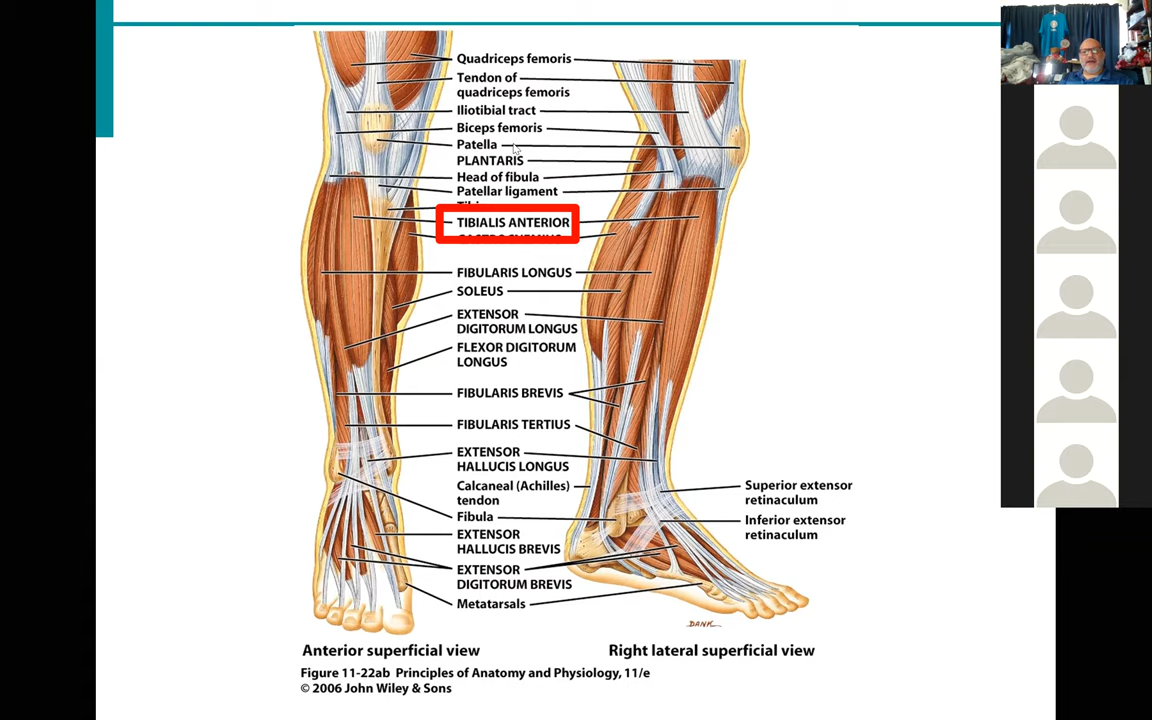 Quadriceps femoris
Tendon of
quadriceps femoris
Iliotibial tract
Biceps femoris
Patella
PLANTARIS
Head of fibula
Patellar ligament
TIBIALIS ANTERIOR
FIBULARIS LONGUS
SOLEUS
EXTENSOR
DIGITORUM LONGUS
FLEXOR DIGITORUM
LONGUS
FIBULARIS BREVIS
FIBULARIS TERTIUS
EXTENSOR
HALLUCIS LONGUS
Calcaneal (Achilles)
tendon
Fibula
EXTENSOR
HALLUCIS BREVIS
EXTENSOR
DIGITORUM BREVIS
Metatarsals
Superior extensor
retinaculum
Inferior extensor
retinaculum
DANK
Anterior superficial view
Right lateral superficial view
Figure 11-22ab Principles of Anatomy and Physiology, 11/e
© 2006 John Wiley & Sons